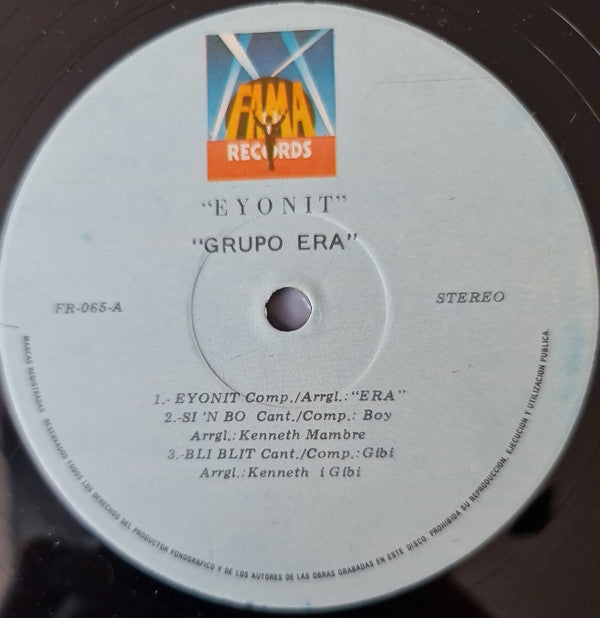 FAMA
RECORDS
"EYONIT"
"GRUPO ERA"
FR-065-A
STEREO
1.- EYONIT Comp./Arrgl.: "ERA"
2.-SI 'N BO Cant./Comp.: Boy
Arrgl.: Kenneth Mambre
3.-BLI BLIT Cant./Comp.: Gibi
Arrgl.: Kenneth i Gibi
MARCAS REGISTRADAS RESERVADOS TODOS LOS DERECHOS DEL PRODUCTOR FONOGRAFICO Y DE LOS AUTORES DE LAS OBRAS GRABADAS EN ESTE DISCO. PROHIBIDA SU REPRODUCCION, EJECUCION Y UTILIZACION PUBLICA.